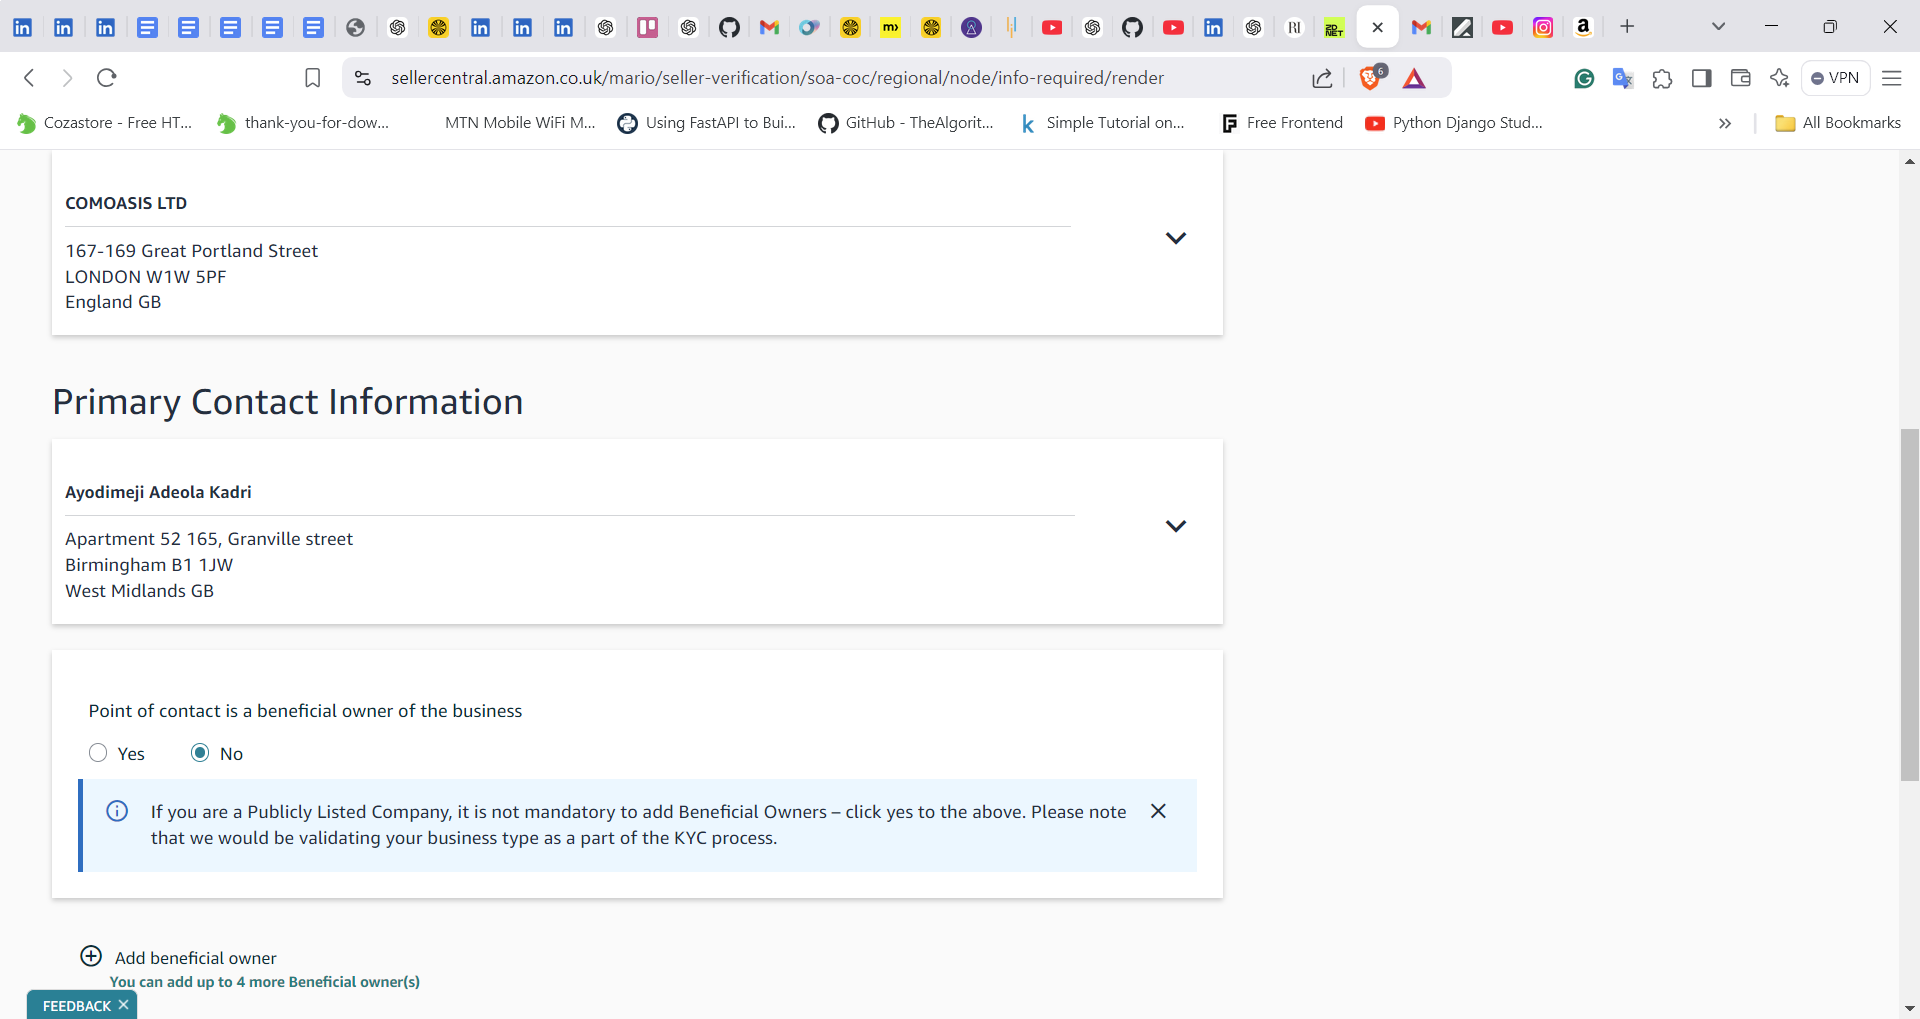 sellercentral.amazon.co.uk/mario/seller-verification/soa-coc/regional/node/info-required/render
6
VPN
Cozastore - Free HT...
thank-you-for-dow...
MTN Mobile WiFi M...
Using FastAPI to Bui...
GitHub - TheAlgorit...
Simple Tutorial on...
Free Frontend
Python Django Stud...
All Bookmarks
COMOASIS LTD
167-169 Great Portland Street
LONDON W1W 5PF
England GB
Primary Contact Information
Ayodimeji Adeola Kadri
Apartment 52 165, Granville street
Birmingham B1 1JW
West Midlands GB
Point of contact is a beneficial owner of the business
Yes
No
If you are a Publicly Listed Company, it is not mandatory to add Beneficial Owners – click yes to the above. Please note
that we would be validating your business type as a part of the KYC process.
Add beneficial owner
You can add up to 4 more Beneficial owner(s)
FEEDBACK